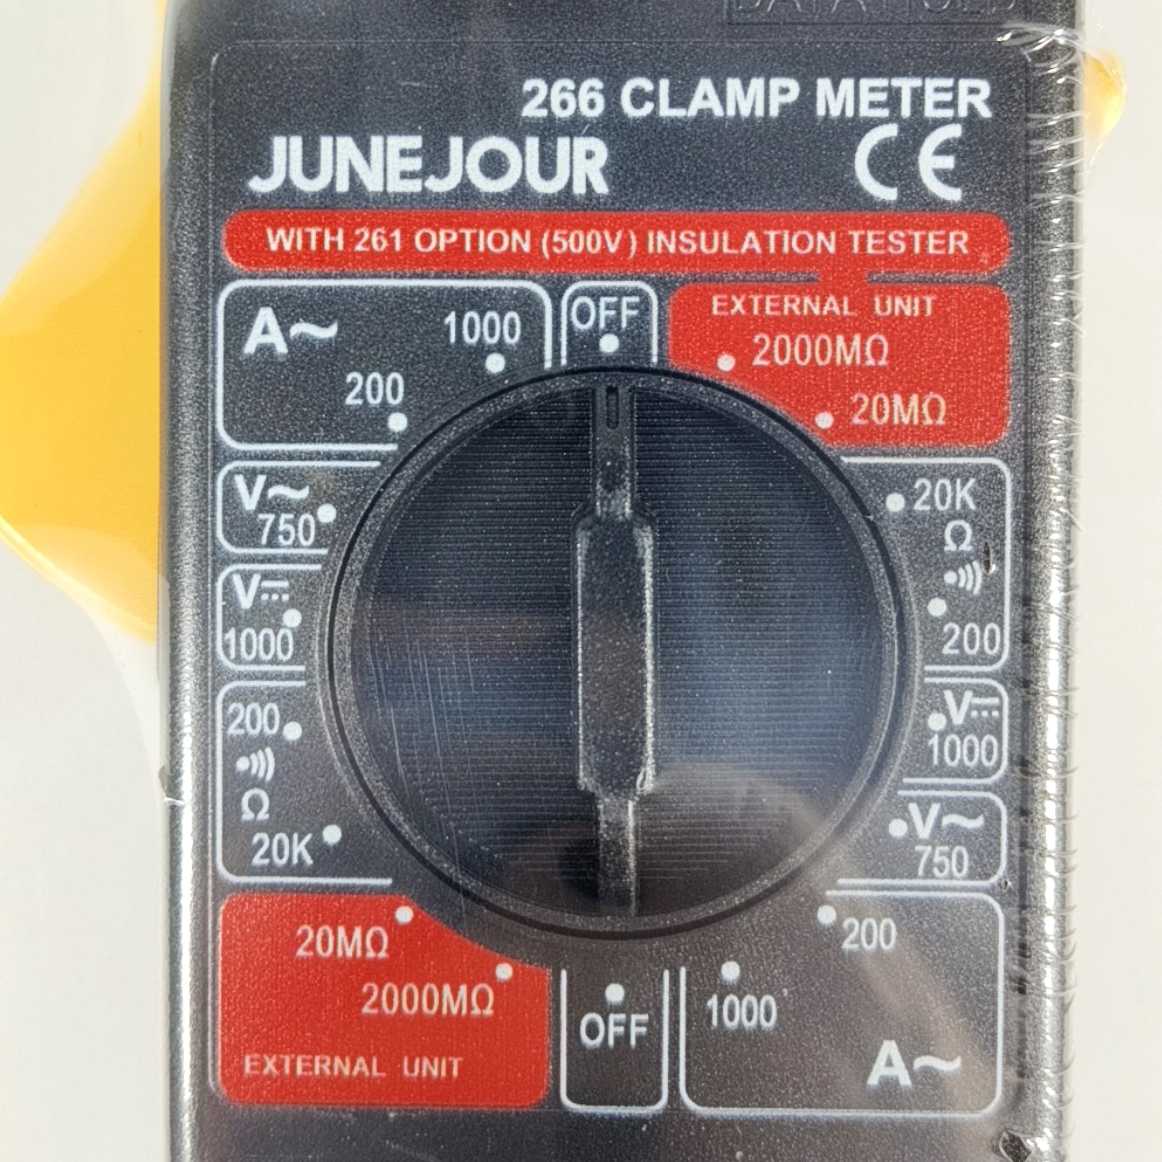 266 CLAMP METER
JUNEJOUR CE
WITH 261 OPTION (500V) INSULATION TESTER
A~ 1000
200
OFF
EXTERNAL UNIT
2000MΩ
20MΩ
V~
750
V⎓
1000
200
Ω
20K
20K
Ω
200
V⎓
1000
V~
750
20MΩ
2000MΩ
EXTERNAL UNIT
OFF
200
1000
A~